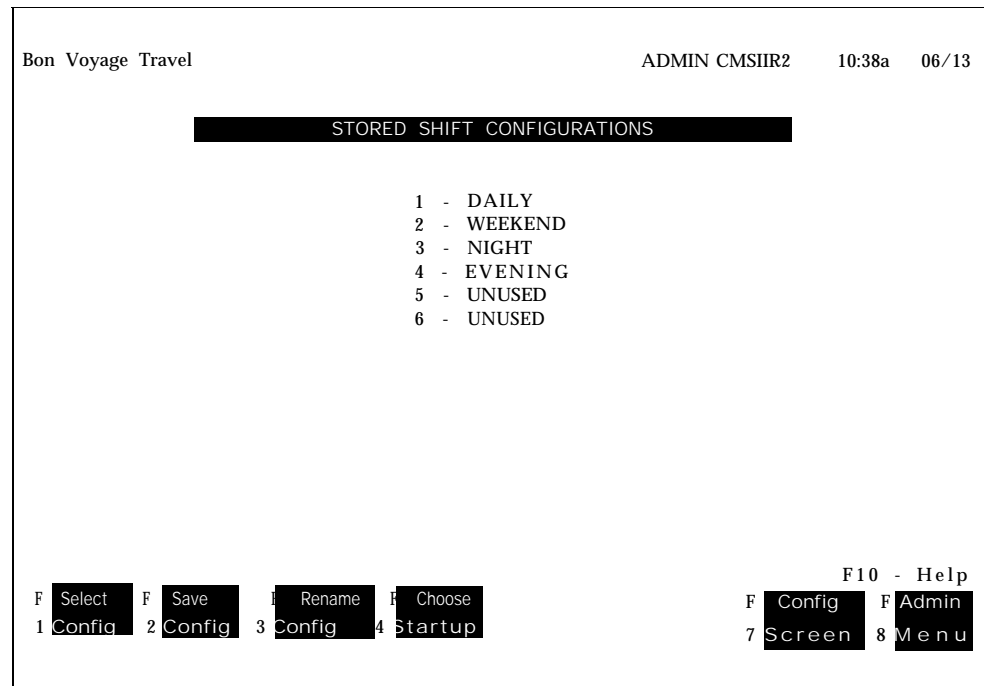 Bon Voyage Travel ADMIN CMSIIR2 10:38a 06/13
STORED SHIFT CONFIGURATIONS
1 - DAILY
2 - WEEKEND
3 - NIGHT
4 - EVENING
5 - UNUSED
6 - UNUSED
F10 - Help
F Select F Save F Rename F Choose F Config F Admin
1 Config 2 Config 3 Config 4 Startup 7 Screen 8 Menu